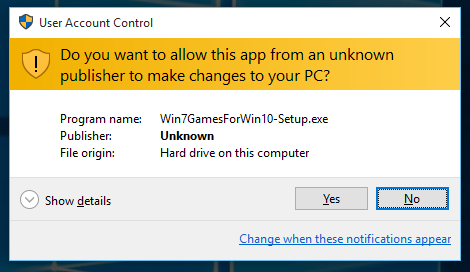 User Account Control
Do you want to allow this app from an unknown
publisher to make changes to your PC?
Program name: Win7GamesForWin10-Setup.exe
Publisher: Unknown
File origin: Hard drive on this computer
Show details
Yes No
Change when these notifications appear